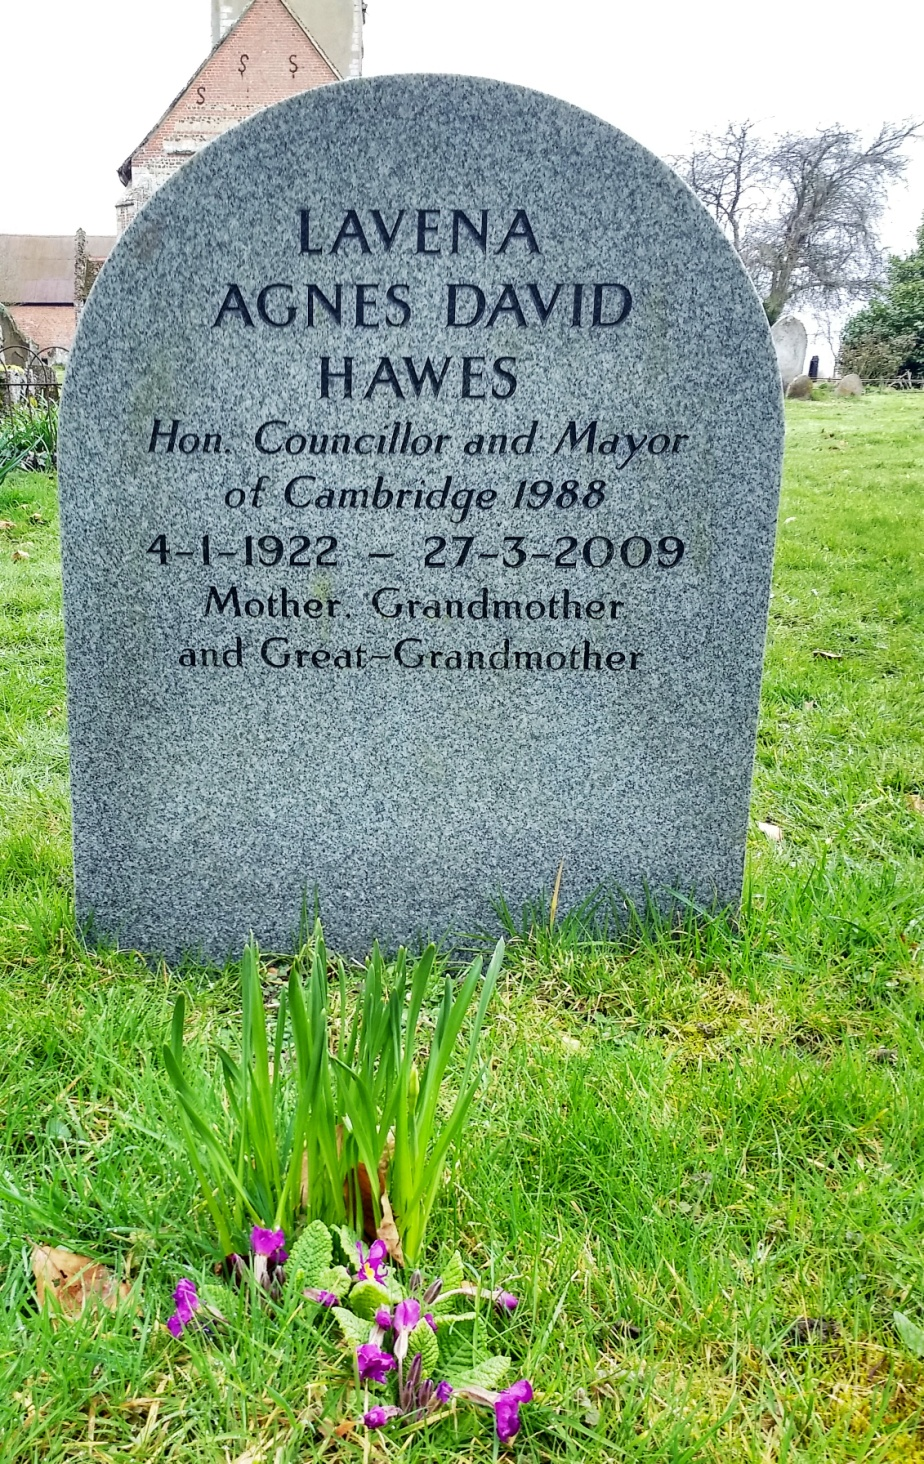 LAVENA
AGNES DAVID
HAWES
Hon. Councillor and Mayor
of Cambridge 1988
4-1-1922 – 27-3-2009
Mother. Grandmother
and Great-Grandmother